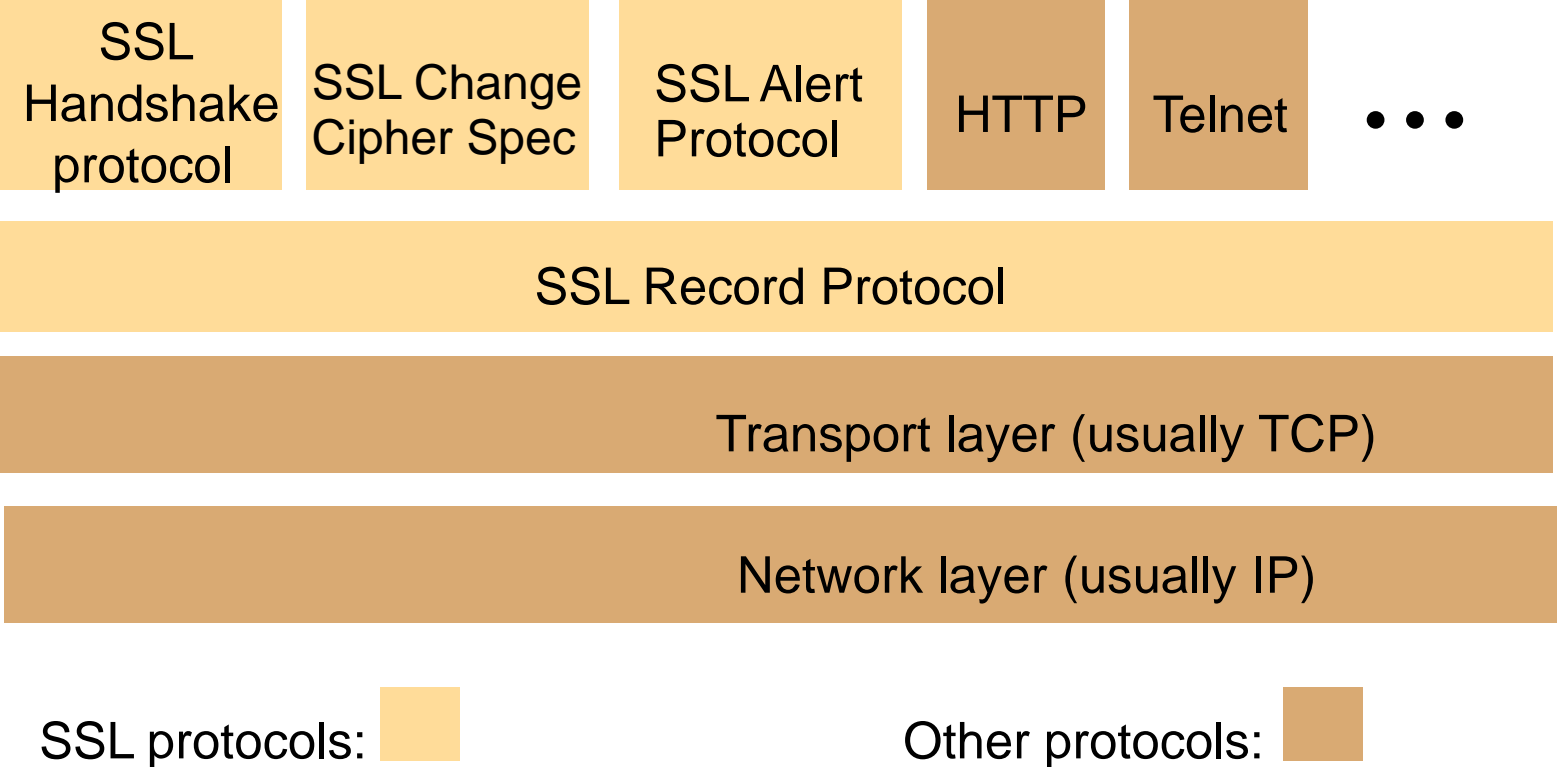 SSL
Handshake
protocol
SSL Change
Cipher Spec
SSL Alert
Protocol
HTTP
Telnet
• • •
SSL Record Protocol
Transport layer (usually TCP)
Network layer (usually IP)
SSL protocols:
Other protocols: